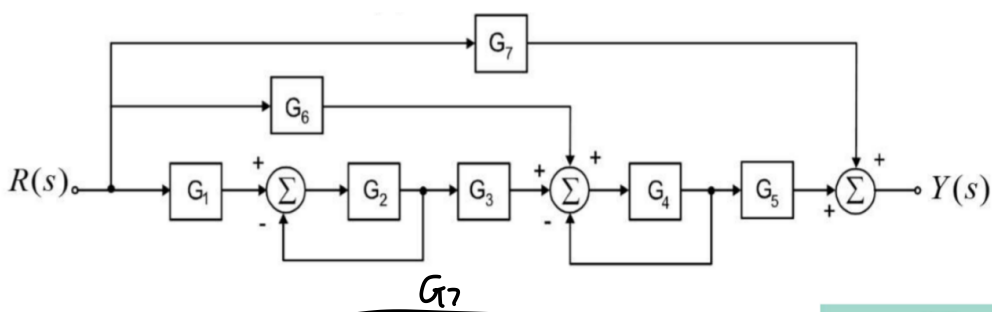 G₇
G₆
R(s) G₁ + Σ - G₂ G₃ + + Σ - G₄ G₅ + + Σ Y(s)
G₇